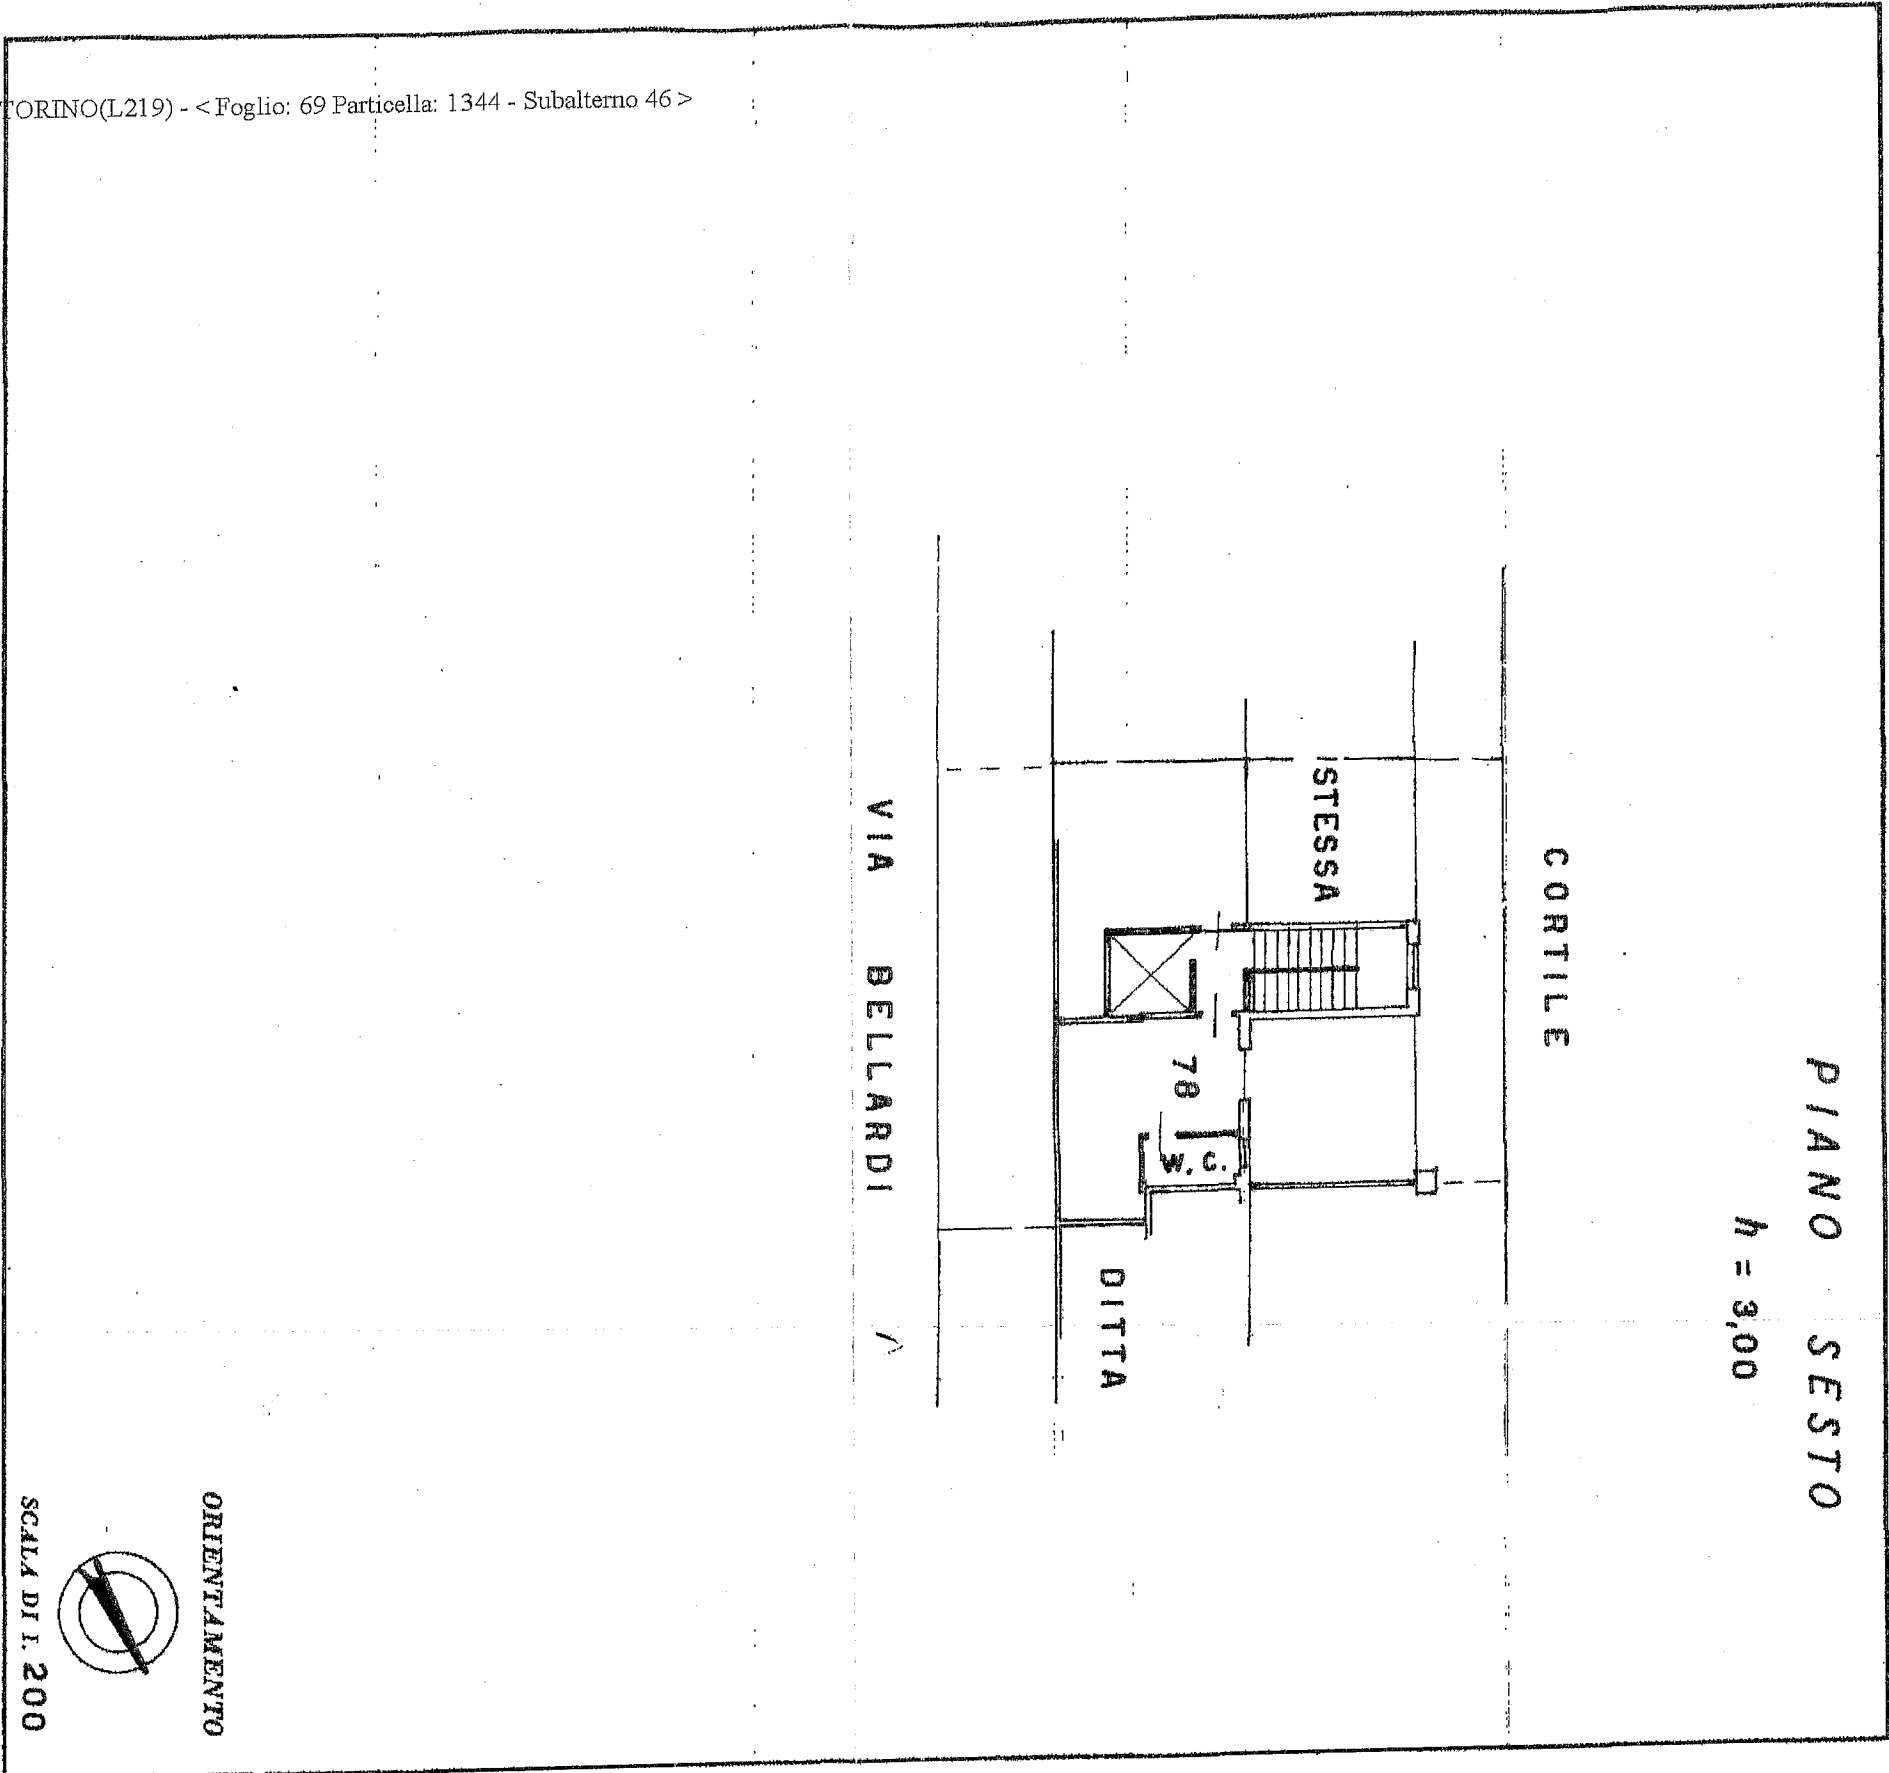 TORINO(L219) - < Foglio: 69 Particella: 1344 - Subalterno 46 >
PIANO SESTO
h = 3,00
CORTILE
ISTESSA
78
W.C.
DITTA
VIA BELLARDI
ORIENTAMENTO
SCALA DI 1. 200